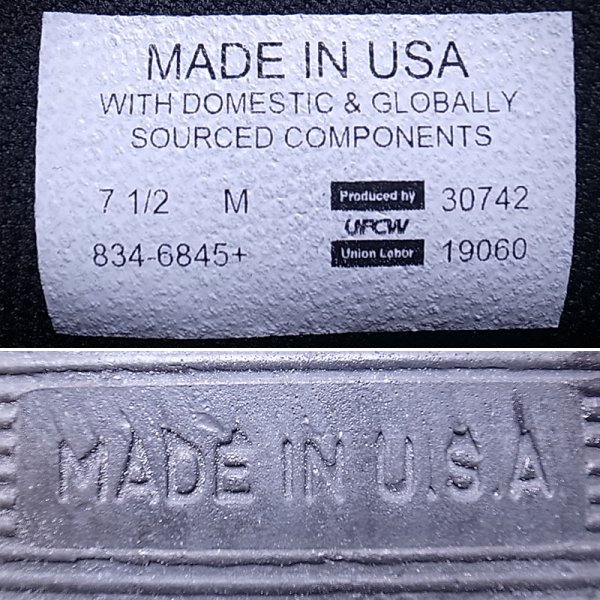 MADE IN USA
WITH DOMESTIC & GLOBALLY
SOURCED COMPONENTS
7 1/2 M Produced by 30742
UFCW
834-6845+ Union Labor 19060
MADE IN U.S.A